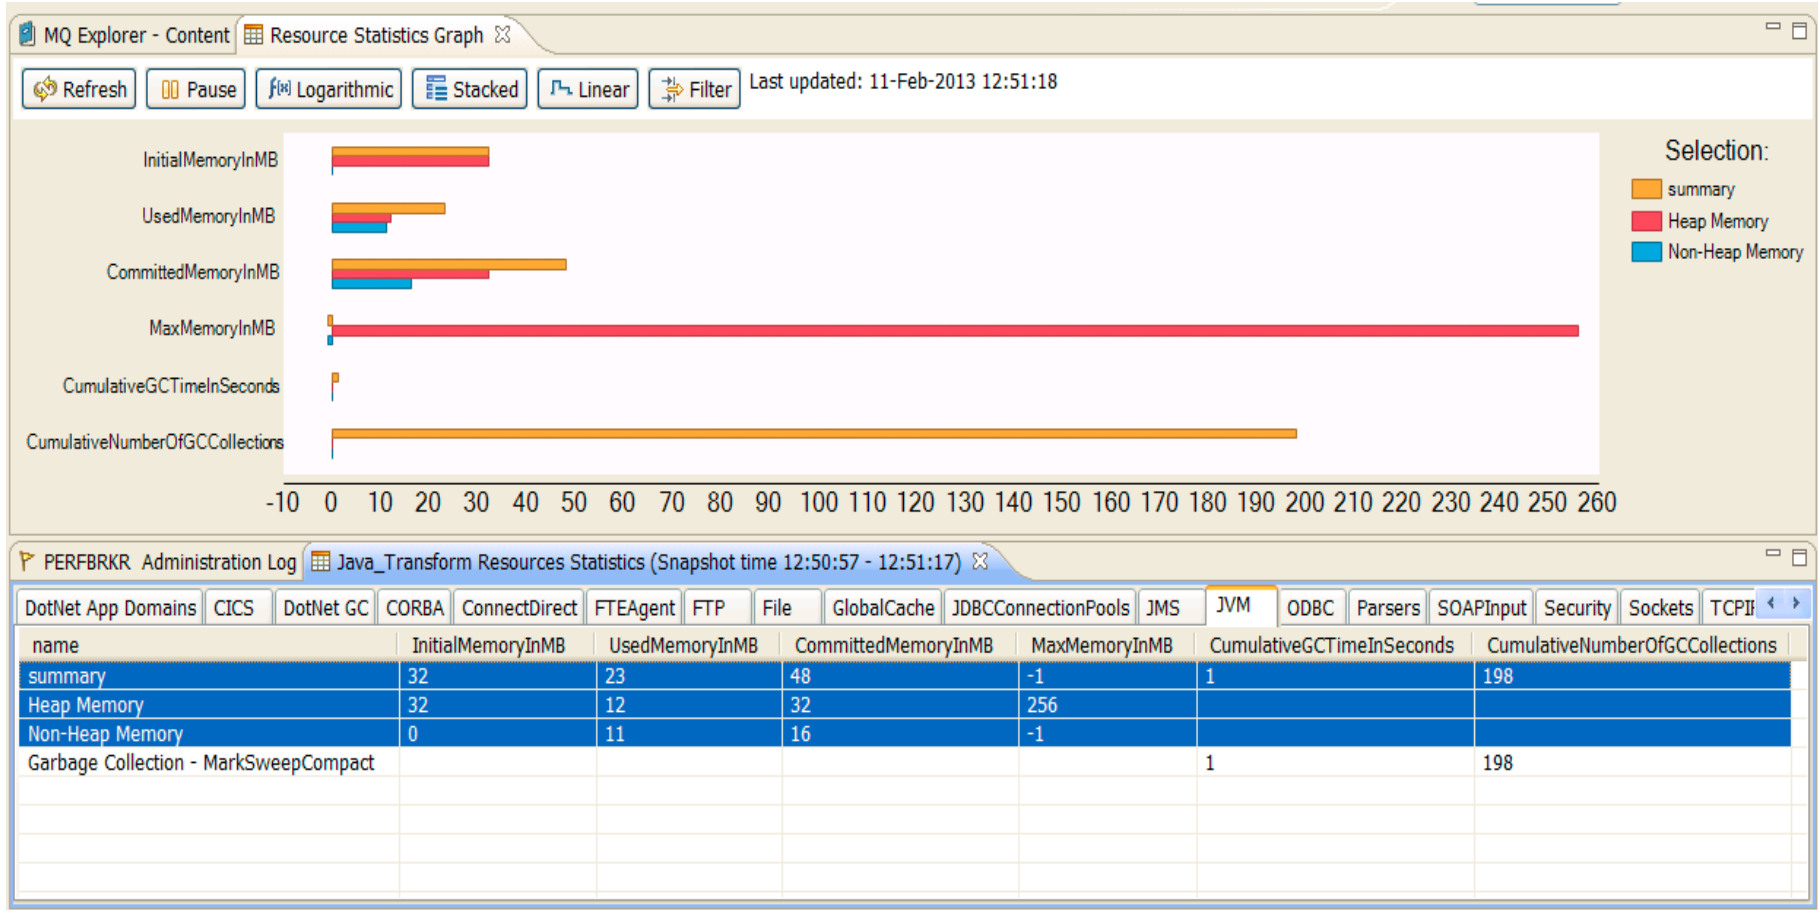 MQ Explorer - Content Resource Statistics Graph
Refresh Pause f[x] Logarithmic Stacked Linear Filter Last updated: 11-Feb-2013 12:51:18
Selection:
summary
Heap Memory
Non-Heap Memory
InitialMemoryInMB
UsedMemoryInMB
CommittedMemoryInMB
MaxMemoryInMB
CumulativeGCTimeInSeconds
CumulativeNumberOfGCCollections
-10 0 10 20 30 40 50 60 70 80 90 100 110 120 130 140 150 160 170 180 190 200 210 220 230 240 250 260
PERFBRKR Administration Log Java_Transform Resources Statistics (Snapshot time 12:50:57 - 12:51:17)
DotNet App Domains CICS DotNet GC CORBA ConnectDirect FTEAgent FTP File GlobalCache JDBCConnectionPools JMS JVM ODBC Parsers SOAPInput Security Sockets
name InitialMemoryInMB UsedMemoryInMB CommittedMemoryInMB MaxMemoryInMB CumulativeGCTimeInSeconds CumulativeNumberOfGCCollections
summary 32 23 48 -1 1 198
Heap Memory 32 12 32 256
Non-Heap Memory 0 11 16 -1
Garbage Collection - MarkSweepCompact 1 198